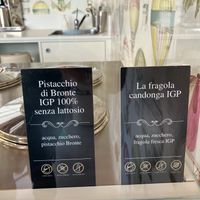 Pistacchio
di Bronte
IGP 100%
senza lattosio
acqua, zucchero,
pistacchio Bronte
La fragola
candonga IGP
acqua, zucchero,
fragola fresca IGP